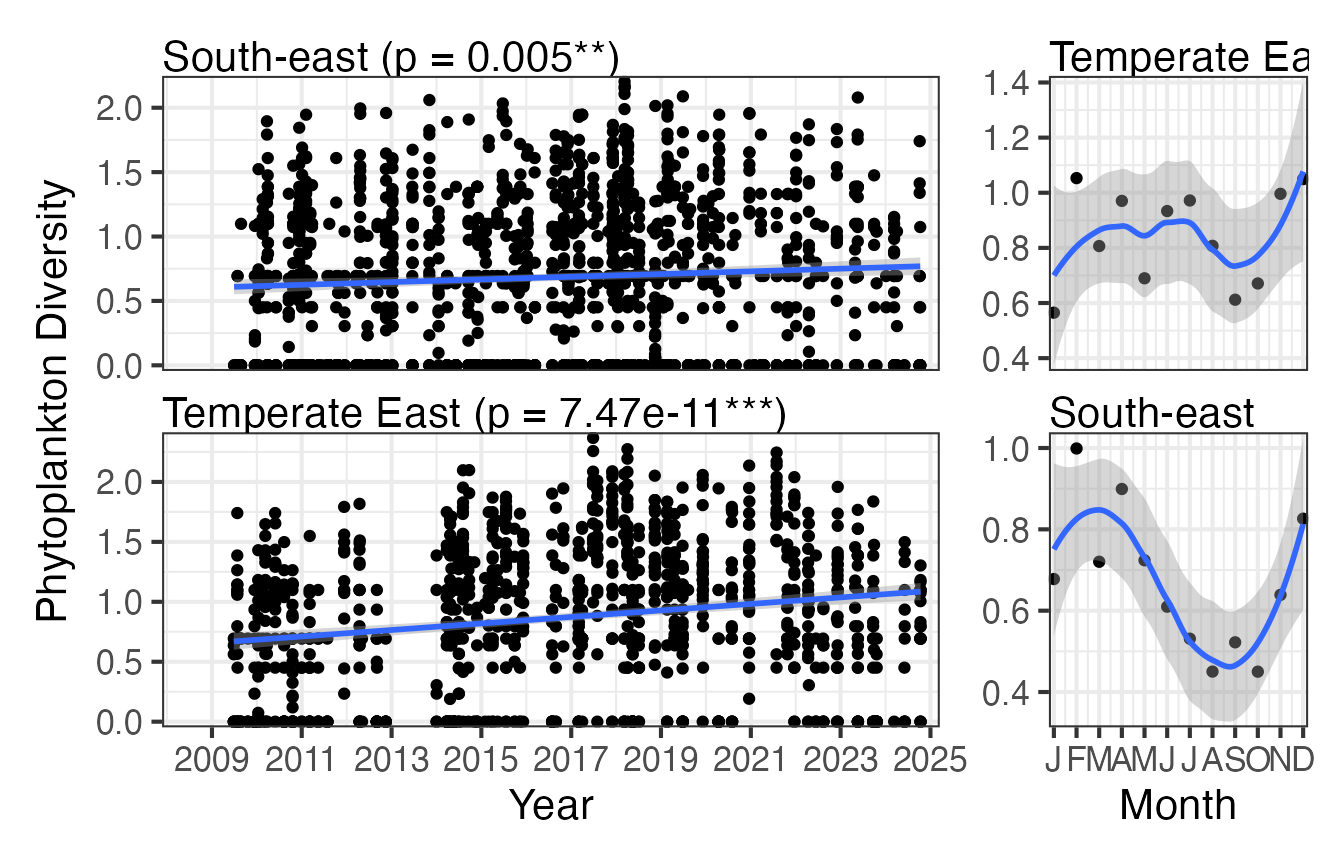 South-east (p = 0.005**)
Temperate Ea
Phytoplankton Diversity
2.0
1.5
1.0
0.5
0.0
1.4
1.2
1.0
0.8
0.6
0.4
Temperate East (p = 7.47e-11***)
South-east
2.0
1.5
1.0
0.5
0.0
1.0
0.8
0.6
0.4
2009 2011 2013 2015 2017 2019 2021 2023 2025
J F M A M J J A S O N D
Year
Month